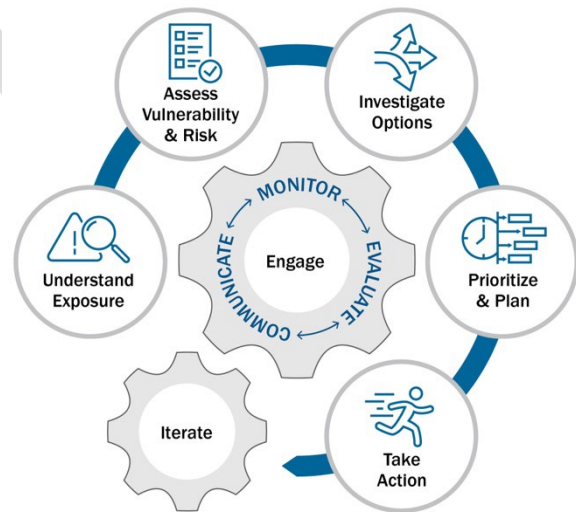 Assess
Vulnerability
& Risk
Investigate
Options
Understand
Exposure
MONITOR
EVALUATE
COMMUNICATE
Engage
Prioritize
& Plan
Iterate
Take
Action